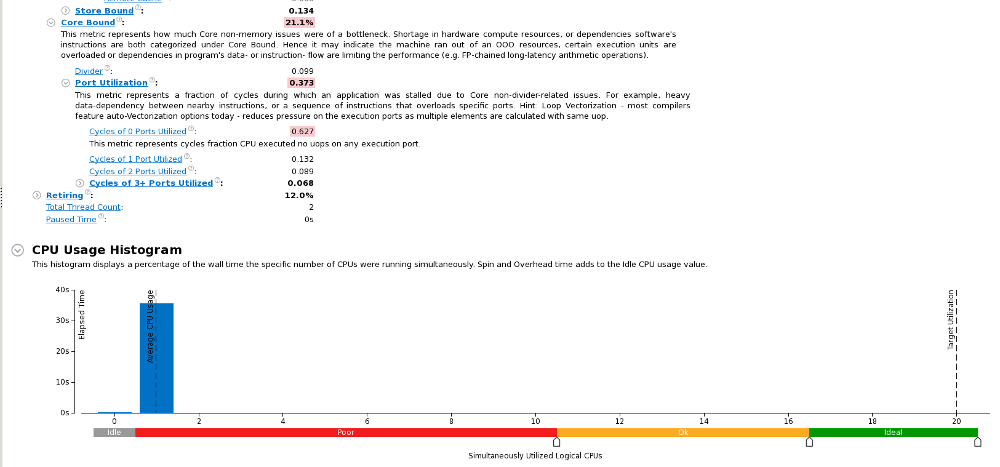 Remote Cache :
Store Bound : 0.134
Core Bound : 21.1%
This metric represents how much Core non-memory issues were of a bottleneck. Shortage in hardware compute resources, or dependencies software's
instructions are both categorized under Core Bound. Hence it may indicate the machine ran out of an OOO resources, certain execution units are
overloaded or dependencies in program's data- or instruction- flow are limiting the performance (e.g. FP-chained long-latency arithmetic operations).
Divider : 0.099
Port Utilization : 0.373
This metric represents a fraction of cycles during which an application was stalled due to Core non-divider-related issues. For example, heavy
data-dependency between nearby instructions, or a sequence of instructions that overloads specific ports. Hint: Loop Vectorization - most compilers
feature auto-Vectorization options today - reduces pressure on the execution ports as multiple elements are calculated with same uop.
Cycles of 0 Ports Utilized : 0.627
This metric represents cycles fraction CPU executed no uops on any execution port.
Cycles of 1 Port Utilized : 0.132
Cycles of 2 Ports Utilized : 0.089
Cycles of 3+ Ports Utilized : 0.068
Retiring : 12.0%
Total Thread Count: 2
Paused Time : 0s
CPU Usage Histogram
This histogram displays a percentage of the wall time the specific number of CPUs were running simultaneously. Spin and Overhead time adds to the Idle CPU usage value.
40s
30s
20s
10s
0s
Elapsed Time
Average CPU Usage
Target Utilization
0 2 4 6 8 10 12 14 16 18 20
Idle Poor Ok Ideal
Simultaneously Utilized Logical CPUs